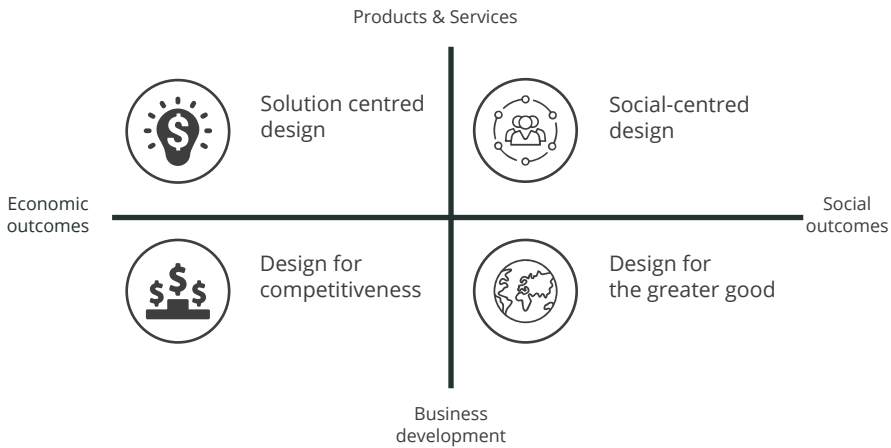 Products & Services
Solution centred
design
Social-centred
design
Economic
outcomes
Social
outcomes
Design for
competitiveness
Design for
the greater good
Business
development